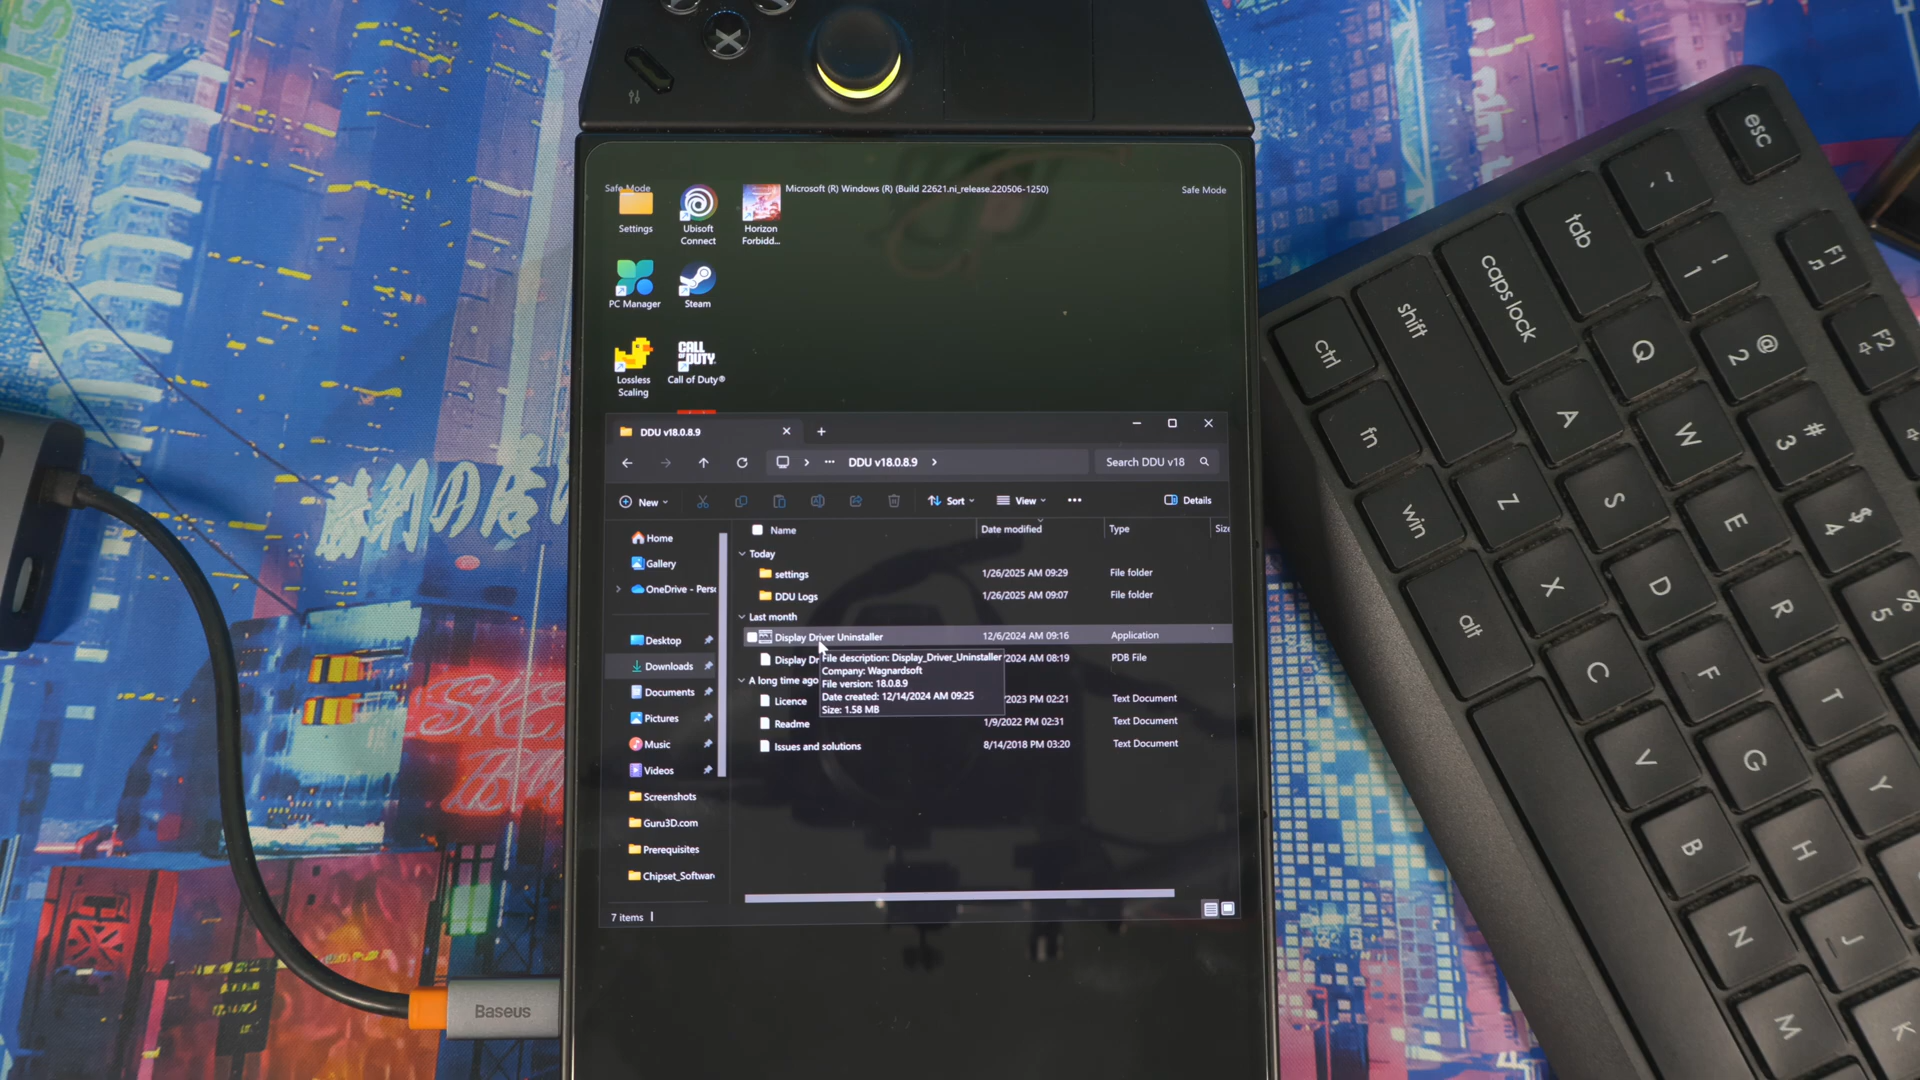 Safe Mode
Microsoft (R) Windows (R) (Build 22621.ni_release.220506-1250)
Safe Mode
Settings
Ubisoft
Connect
Horizon
Forbidd...
PC Manager
Steam
Lossless
Scaling
CALL OF DUTY
Call of Duty®
DDU v18.0.8.9
DDU v18.0.8.9
Search DDU v18
New
Sort
View
Details
Name
Date modified
Type
Size
Home
Gallery
OneDrive - Perso
Desktop
Downloads
Documents
Pictures
Music
Videos
Screenshots
Guru3D.com
Prerequisites
Chipset_Softwar
Today
settings 1/26/2025 AM 09:29 File folder
DDU Logs 1/26/2025 AM 09:07 File folder
Last month
Display Driver Uninstaller 12/6/2024 AM 09:16 Application
Display Dr 2024 AM 08:19 PDB File
A long time ago
Licence 2023 PM 02:21 Text Document
Readme 1/9/2022 PM 02:31 Text Document
Issues and solutions 8/14/2018 PM 03:20 Text Document
File description: Display_Driver_Uninstaller
Company: Wagnardsoft
File version: 18.0.8.9
Date created: 12/14/2024 AM 09:25
Size: 1.58 MB
7 items
Baseus
esc
tab
caps lock
shift
ctrl
fn
win
alt
F1
F2
! 1
@ 2
# 3
$ 4
% 5
Q
W
E
R
T
Y
A
S
D
F
G
H
J
K
Z
X
C
V
B
N
M